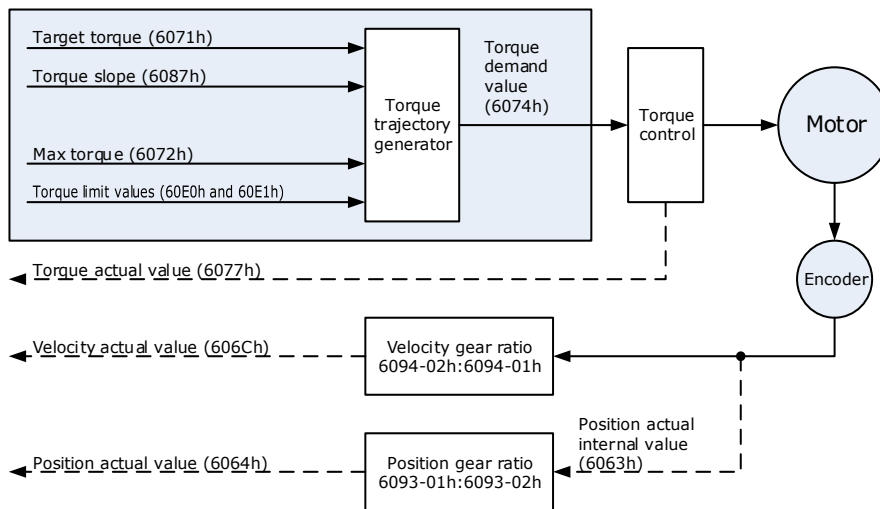 Target torque (6071h)
Torque slope (6087h)
Max torque (6072h)
Torque limit values (60E0h and 60E1h)
Torque
trajectory
generator
Torque
demand
value
(6074h)
Torque
control
Motor
Encoder
Torque actual value (6077h)
Velocity actual value (606Ch)
Velocity gear ratio
6094-02h:6094-01h
Position actual
internal value
(6063h)
Position actual value (6064h)
Position gear ratio
6093-01h:6093-02h